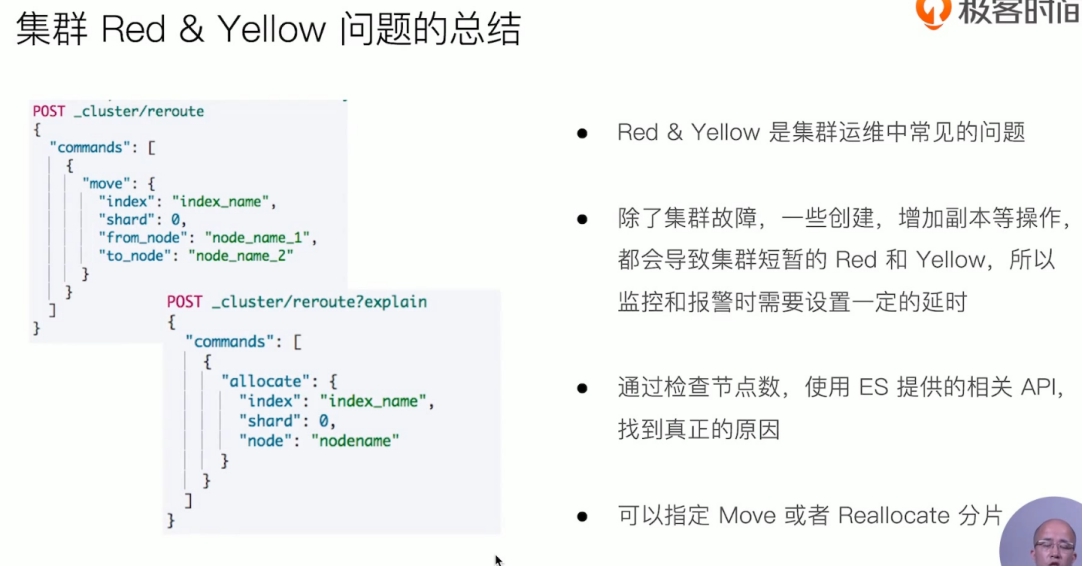 集群 Red & Yellow 问题的总结
极客时间
POST _cluster/reroute
{
"commands": [
{
"move": {
"index": "index_name",
"shard": 0,
"from_node": "node_name_1",
"to_node": "node_name_2"
}
}
]
}
POST _cluster/reroute?explain
{
"commands": [
{
"allocate": {
"index": "index_name",
"shard": 0,
"node": "nodename"
}
}
]
}
● Red & Yellow 是集群运维中常见的问题
● 除了集群故障，一些创建，增加副本等操作，
都会导致集群短暂的 Red 和 Yellow，所以
监控和报警时需要设置一定的延时
● 通过检查节点数，使用 ES 提供的相关 API，
找到真正的原因
● 可以指定 Move 或者 Reallocate 分片